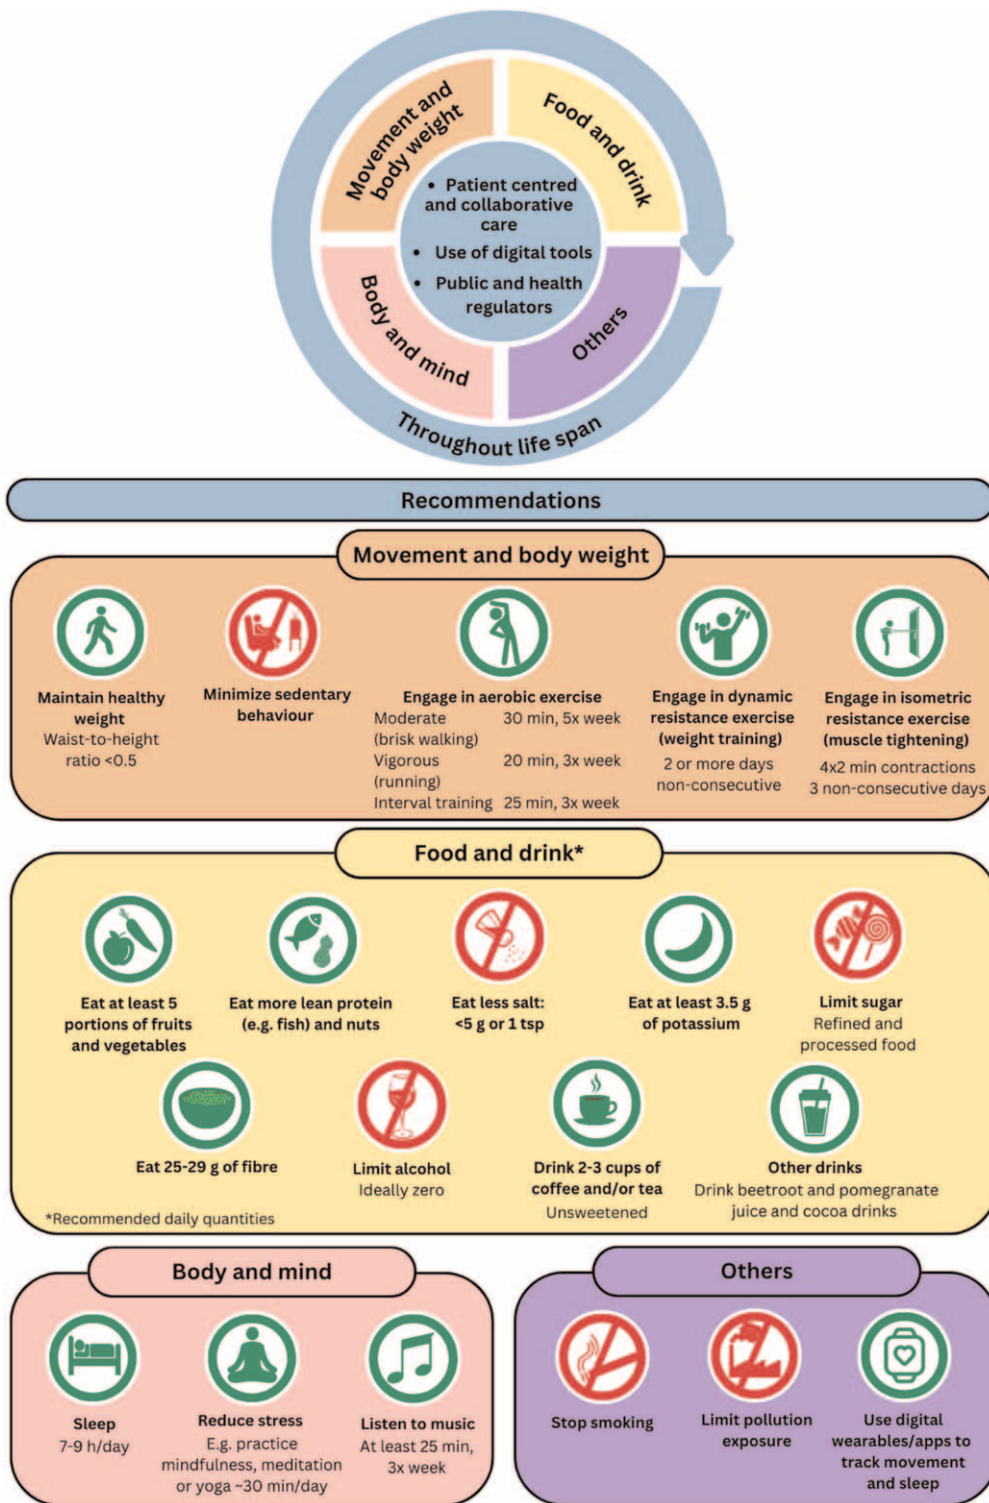 Movement and
body weight
Food and drink
• Patient centred
and collaborative
care
• Use of digital tools
• Public and health
regulators
Body and mind
Others
Throughout life span
Recommendations
Movement and body weight
Maintain healthy
weight
Waist-to-height
ratio <0.5
Minimize sedentary
behaviour
Engage in aerobic exercise
Moderate 30 min, 5x week
(brisk walking)
Vigorous 20 min, 3x week
(running)
Interval training 25 min, 3x week
Engage in dynamic
resistance exercise
(weight training)
2 or more days
non-consecutive
Engage in isometric
resistance exercise
(muscle tightening)
4x2 min contractions
3 non-consecutive days
Food and drink*
Eat at least 5
portions of fruits
and vegetables
Eat more lean protein
(e.g. fish) and nuts
Eat less salt:
<5 g or 1 tsp
Eat at least 3.5 g
of potassium
Limit sugar
Refined and
processed food
Eat 25-29 g of fibre
Limit alcohol
Ideally zero
Drink 2-3 cups of
coffee and/or tea
Unsweetened
Other drinks
Drink beetroot and pomegranate
juice and cocoa drinks
*Recommended daily quantities
Body and mind
Sleep
7-9 h/day
Reduce stress
E.g. practice
mindfulness, meditation
or yoga ~30 min/day
Listen to music
At least 25 min,
3x week
Others
Stop smoking
Limit pollution
exposure
Use digital
wearables/apps to
track movement
and sleep